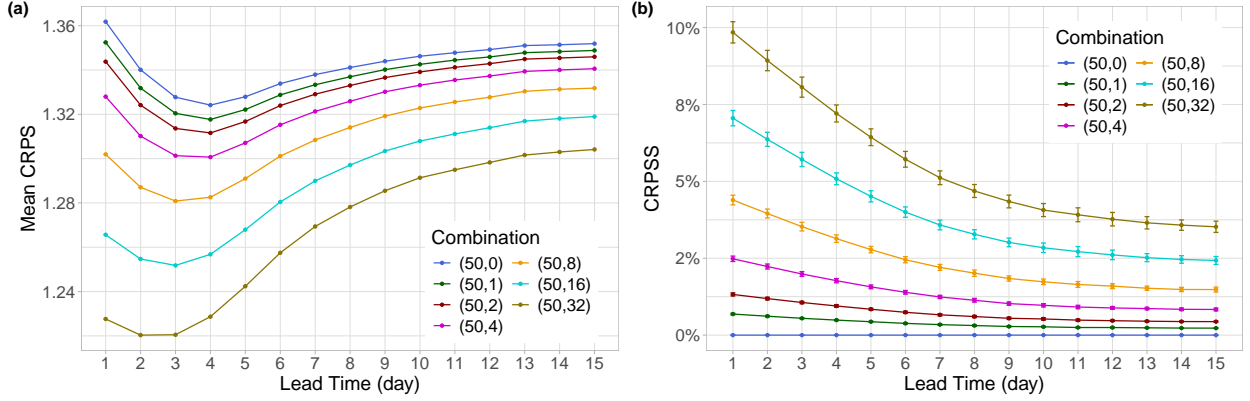 (a)
1.36
1.32
1.28
1.24
Mean CRPS
1 2 3 4 5 6 7 8 9 10 11 12 13 14 15
Lead Time (day)
Combination
(50,0) (50,8)
(50,1) (50,16)
(50,2) (50,32)
(50,4)
(b)
10%
8%
5%
2%
0%
CRPSS
1 2 3 4 5 6 7 8 9 10 11 12 13 14 15
Lead Time (day)
Combination
(50,0) (50,8)
(50,1) (50,16)
(50,2) (50,32)
(50,4)